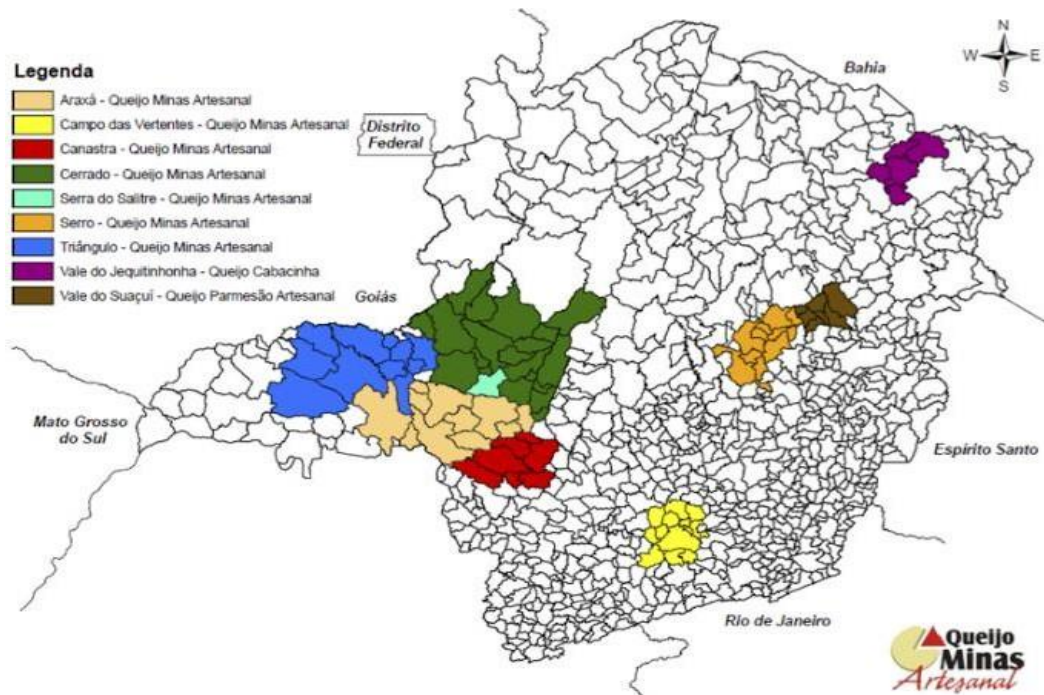 N
W E
S
Bahia
Legenda
Araxá - Queijo Minas Artesanal
Campo das Vertentes - Queijo Minas Artesanal
Canastra - Queijo Minas Artesanal
Cerrado - Queijo Minas Artesanal
Serra do Salitre - Queijo Minas Artesanal
Serro - Queijo Minas Artesanal
Triângulo - Queijo Minas Artesanal
Vale do Jequitinhonha - Queijo Cabacinha
Vale do Suaçuí - Queijo Parmesão Artesanal
Distrito
Federal
Goiás
Mato Grosso
do Sul
Espírito Santo
Rio de Janeiro
Queijo
Minas
Artesanal